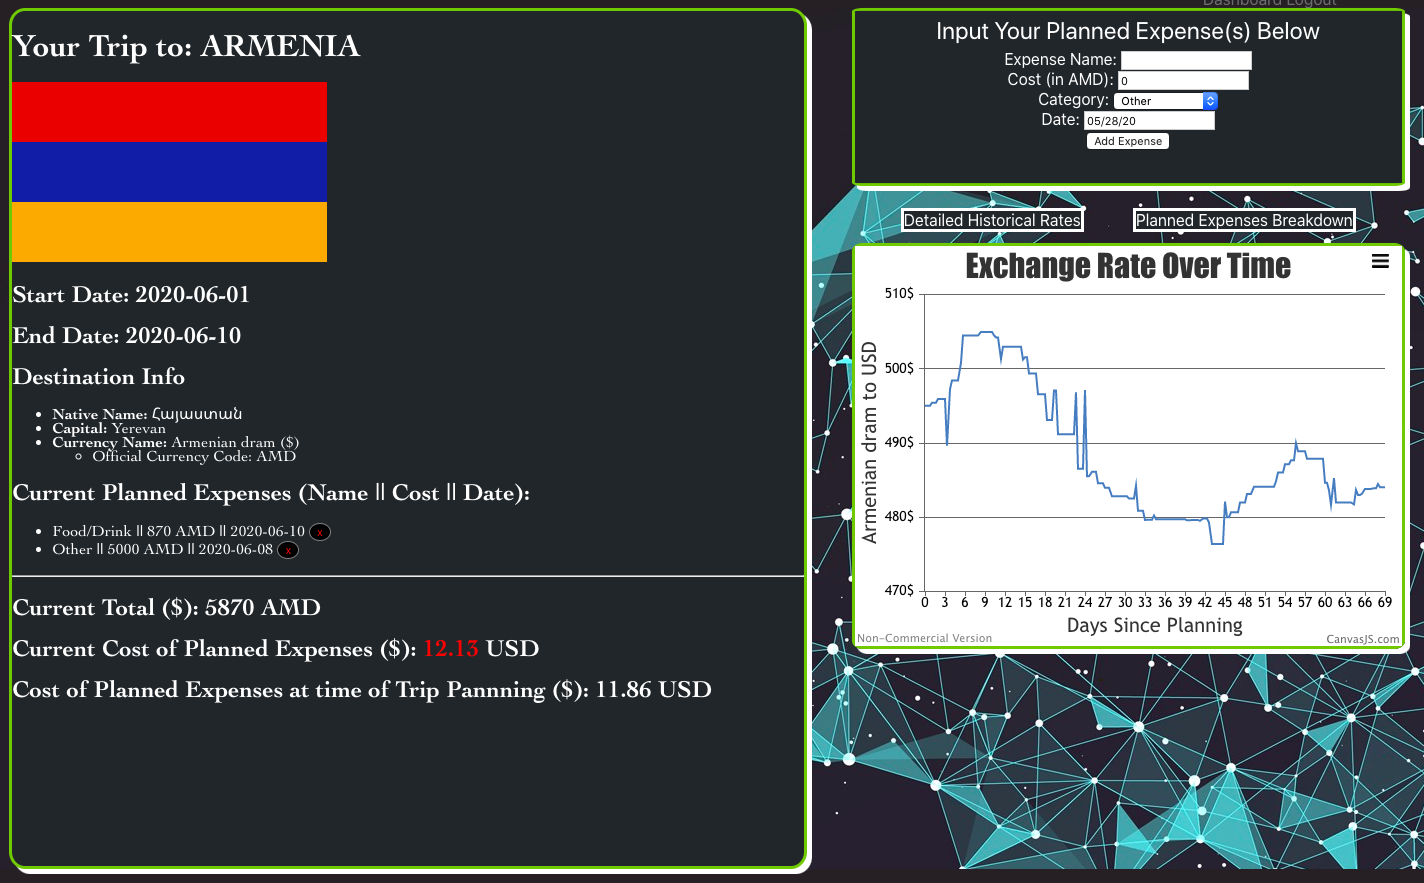 Dashboard Logout
Your Trip to: ARMENIA
Start Date: 2020-06-01
End Date: 2020-06-10
Destination Info
Native Name: Հայաստան
Capital: Yerevan
Currency Name: Armenian dram ($)
Official Currency Code: AMD
Current Planned Expenses (Name || Cost || Date):
Food/Drink || 870 AMD || 2020-06-10 x
Other || 5000 AMD || 2020-06-08 x
Current Total ($): 5870 AMD
Current Cost of Planned Expenses ($): 12.13 USD
Cost of Planned Expenses at time of Trip Pannning ($): 11.86 USD
Input Your Planned Expense(s) Below
Expense Name:
Cost (in AMD): 0
Category: Other
Date: 05/28/20
Add Expense
Detailed Historical Rates
Planned Expenses Breakdown
Exchange Rate Over Time
Armenian dram to USD
510$
500$
490$
480$
470$
0 3 6 9 12 15 18 21 24 27 30 33 36 39 42 45 48 51 54 57 60 63 66 69
Days Since Planning
Non-Commercial Version
CanvasJS.com